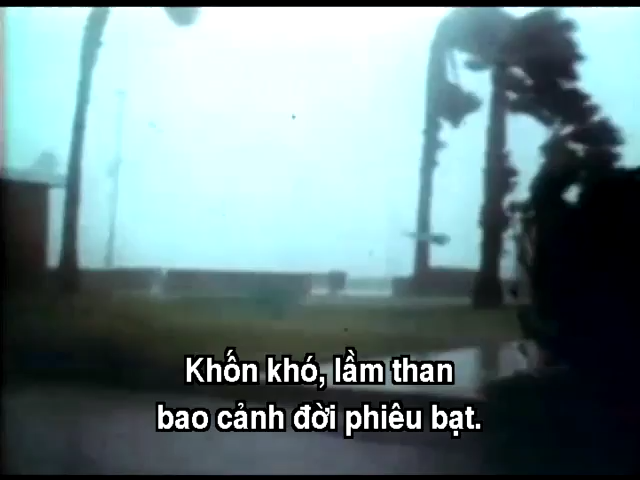 Khốn khó, lầm than
bao cảnh đời phiêu bạt.